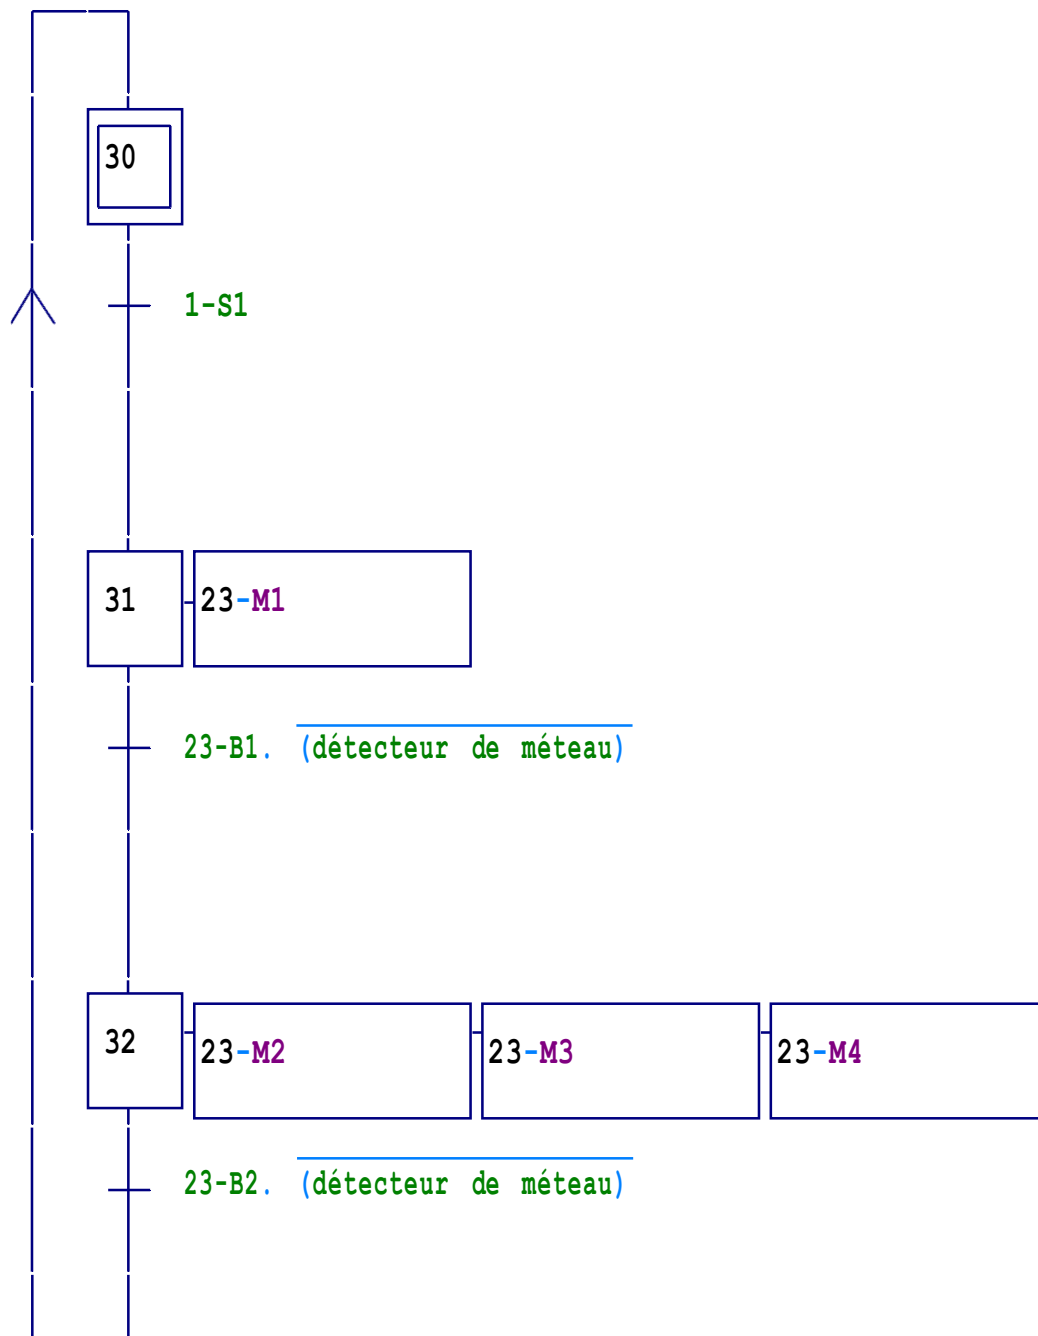 30
1-S1
31 23-M1
23-B1. (détecteur de méteau)
32 23-M2 23-M3 23-M4
23-B2. (détecteur de méteau)